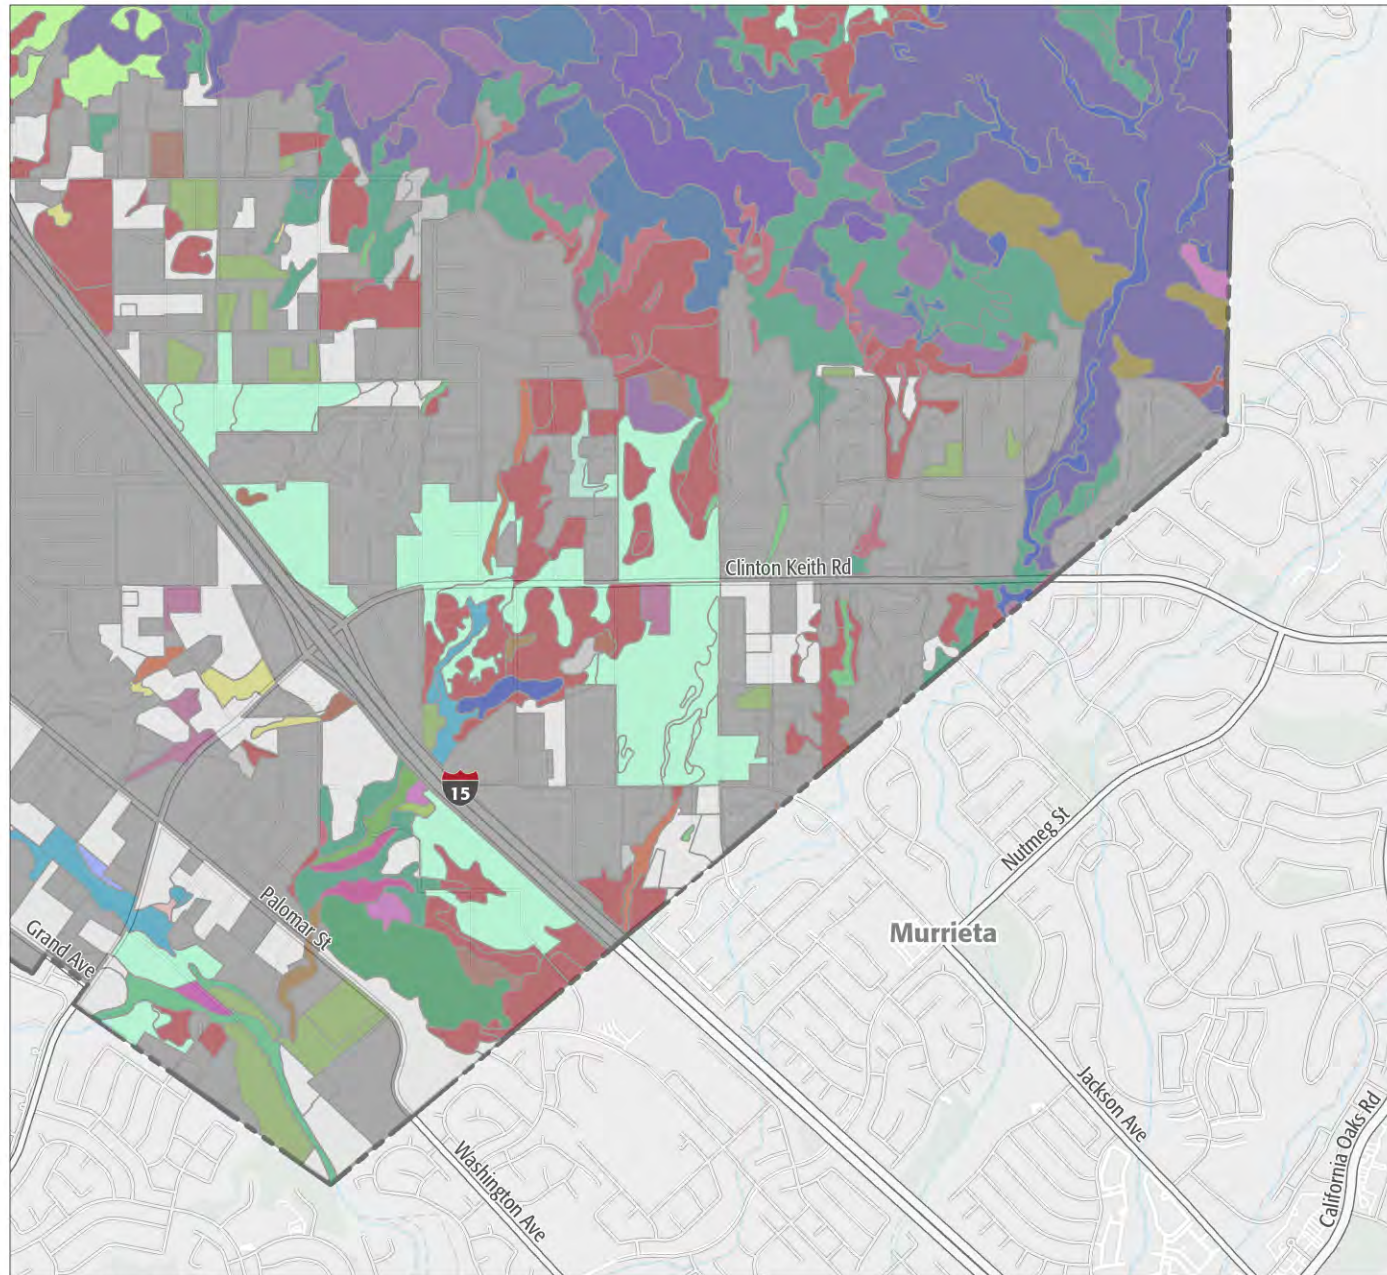 Clinton Keith Rd
15
Nutmeg St
Palomar St
Grand Ave
Murrieta
Jackson Ave
Washington Ave
California Oaks Rd